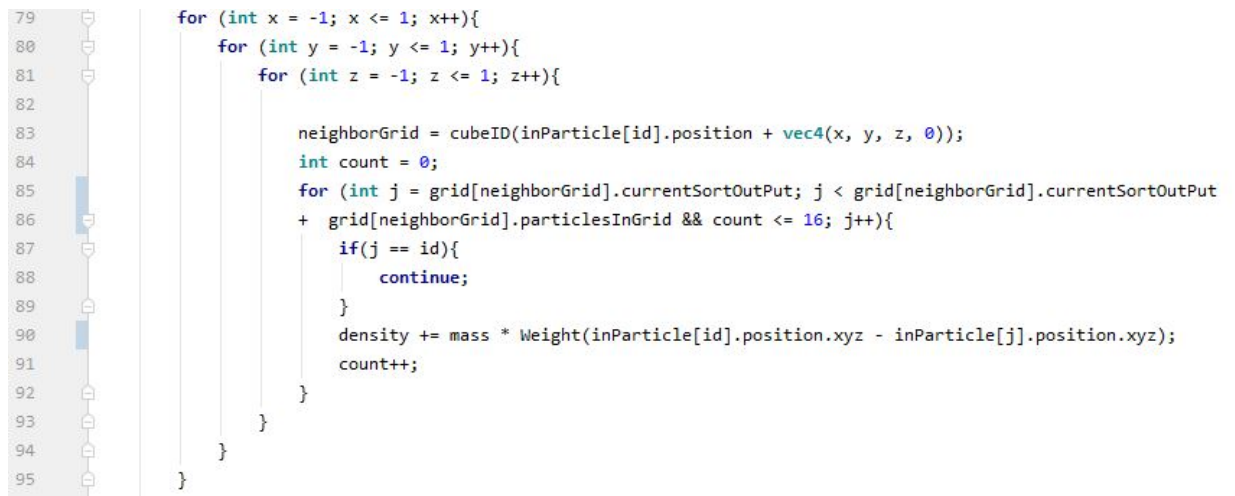 79 for (int x = -1; x <= 1; x++){
80 for (int y = -1; y <= 1; y++){
81 for (int z = -1; z <= 1; z++){
82
83 neighborGrid = cubeID(inParticle[id].position + vec4(x, y, z, 0));
84 int count = 0;
85 for (int j = grid[neighborGrid].currentSortOutPut; j < grid[neighborGrid].currentSortOutPut
86 + grid[neighborGrid].particlesInGrid && count <= 16; j++){
87 if(j == id){
88 continue;
89 }
90 density += mass * Weight(inParticle[id].position.xyz - inParticle[j].position.xyz);
91 count++;
92 }
93 }
94 }
95 }